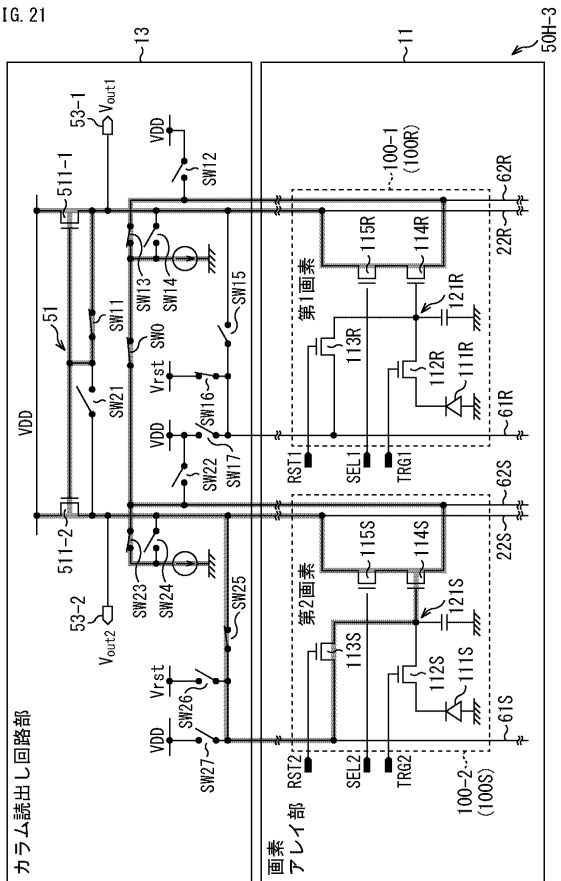 IG. 21
50H-3
カラム読出し回路部
13
VDD
511-1
53-1
Vout1
51
SW11
SW21
511-2
53-2
Vout2
VDD
SW12
SW13
SW14
SW0
SW15
Vrst
SW16
VDD
SW17
SW22
SW23
SW24
SW25
Vrst
SW26
VDD
SW27
画素
アレイ部
11
100-1
(100R)
第1画素
115R
114R
113R
121R
112R
111R
62R
22R
61R
RST1
SEL1
TRG1
第2画素
115S
114S
113S
121S
112S
111S
62S
22S
61S
RST2
SEL2
TRG2
100-2
(100S)